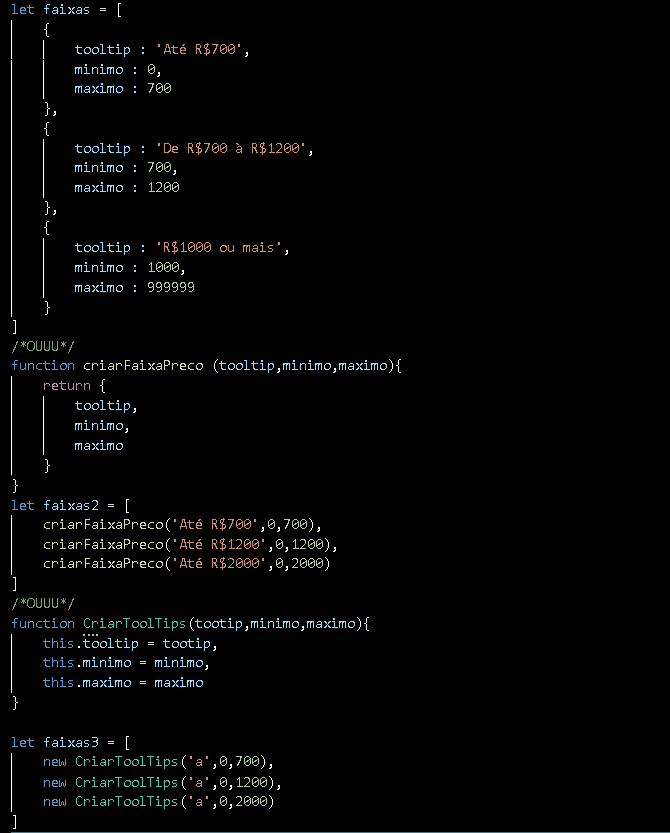 let faixas = [
{
tooltip : 'Até R$700',
minimo : 0,
maximo : 700
},
{
tooltip : 'De R$700 à R$1200',
minimo : 700,
maximo : 1200
},
{
tooltip : 'R$1000 ou mais',
minimo : 1000,
maximo : 999999
}
]
/*OUUU*/
function criarFaixaPreco (tooltip,minimo,maximo){
return {
tooltip,
minimo,
maximo
}
}
let faixas2 = [
criarFaixaPreco('Até R$700',0,700),
criarFaixaPreco('Até R$1200',0,1200),
criarFaixaPreco('Até R$2000',0,2000)
]
/*OUUU*/
function CriarToolTips(tootip,minimo,maximo){
this.tooltip = tootip,
this.minimo = minimo,
this.maximo = maximo
}
let faixas3 = [
new CriarToolTips('a',0,700),
new CriarToolTips('a',0,1200),
new CriarToolTips('a',0,2000)
]